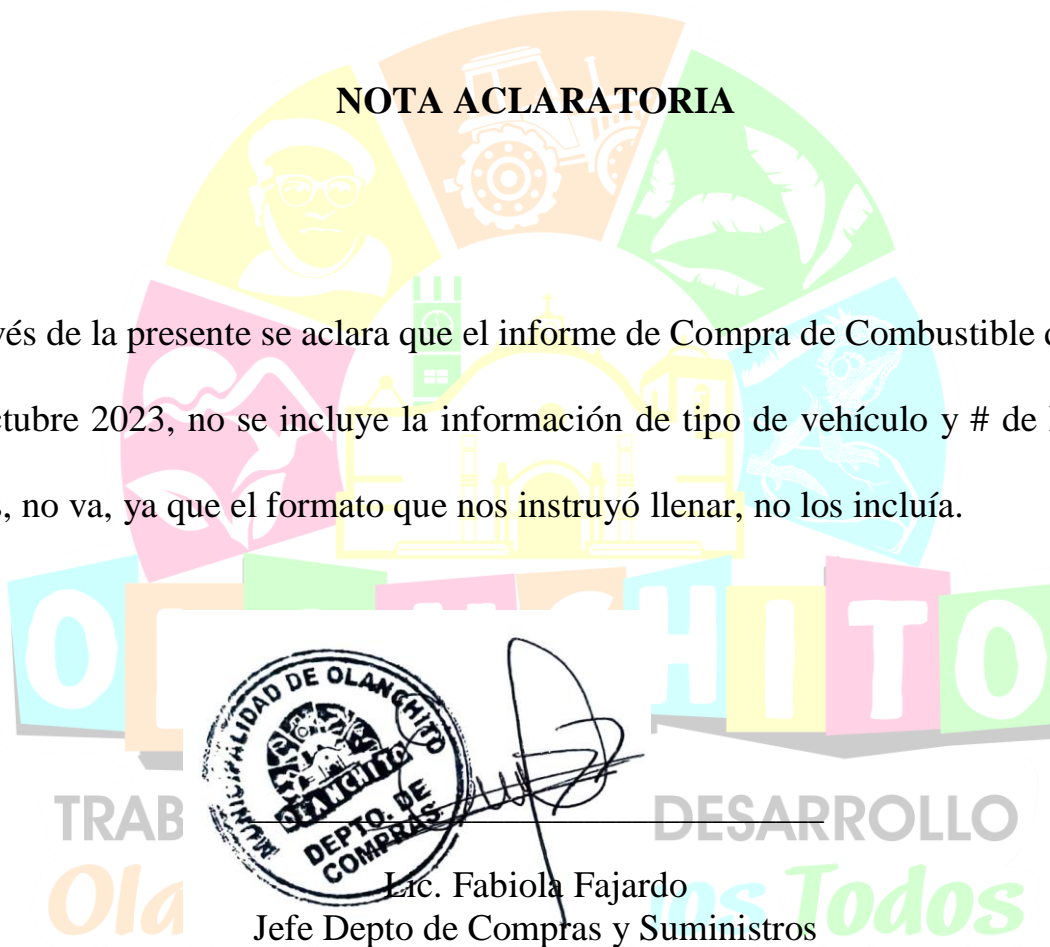 NOTA ACLARATORIA
vés de la presente se aclara que el informe de Compra de Combustible
tubre 2023, no se incluye la información de tipo de vehículo y # de
, no va, ya que el formato que nos instruyó llenar, no los incluía.
O HITO
MUNICIPALIDAD DE OLANCHITO
OLANCHITO
DEPTO. DE
COMPRAS
TRAB DESARROLLO
Lic. Fabiola Fajardo
Ola os Todos
Jefe Depto de Compras y Suministros